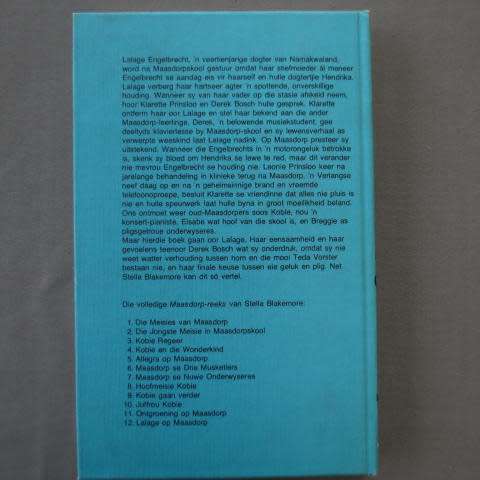 Lalage Engelbrecht, 'n veertienjarige dogter van Namakwaland,
word na Maasdorpskool gestuur omdat haar stiefmoeder al meneer
Engelbrecht se aandag eis vir haarself en hulle dogtertjie Hendrika.
Lalage verberg haar hartseer agter 'n spottende, onverskillige
houding. Wanneer sy van haar vader op die stasie afskeid neem,
hoor Klarette Prinsloo en Derek Bosch hulle gesprek. Klarette
ontferm haar oor Lalage en stel haar bekend aan die ander
Maasdorp-leerlinge. Derek, 'n belowende musiekstudent, gee
deeltyds klavierlesse by Maasdorp-skool en sy lewensverhaal as
verwerpte weeskind laat Lalage nadink. Op Maasdorp presteer sy
uitstekend. Wanneer die Engelbrechts in 'n motorongeluk betrokke
is, skenk sy bloed om Hendrika se lewe te red, maar dit verander
nie mevrou Engelbrecht se houding nie. Leonie Prinsloo keer na
jarelange behandeling in klinieke terug na Maasdorp, 'n Verlangse
neef daag op en na 'n geheimsinnige brand en vreemde
telefoonoproepe, besluit Klarette se vriendinne dat alles nie pluis is
nie en hulle speurwerk laat hulle byna in groot moeilikheid beland.
Ons ontmoet weer oud-Maasdorpers soos Kobie, nou 'n
konsert-pianiste, Elsabe wat hoof van die skool is, en Breggie as
pligsgetroue onderwyseres.
Maar hierdie boek gaan oor Lalage, Haar eensaamheid en haar
gevoelens teenoor Derek Bosch wat sy onderdruk, omdat sy nie
weet watter verhouding tussen hom en die mooi Teda Vorster
bestaan nie, en haar finale keuse tussen eie geluk en plig. Net
Stella Blakemore kan dit só vertel.
Die volledige Maasdorp-reeks van Stella Blakemore:
1. Die Meisies van Maasdorp
2. Die Jongste Meisie in Maasdorpskool
3. Kobie Regeer
4. Kobie en die Wonderkind
5. Allegra op Maasdorp
6. Maasdorp se Drie Musketiers
7. Maasdorp se Nuwe Onderwyseres
8. Hoofmeisie Kobie
9. Kobie gaan verder
10. Juffrou Kobie
11. Ontgroening op Maasdorp
12. Lalage op Maasdorp